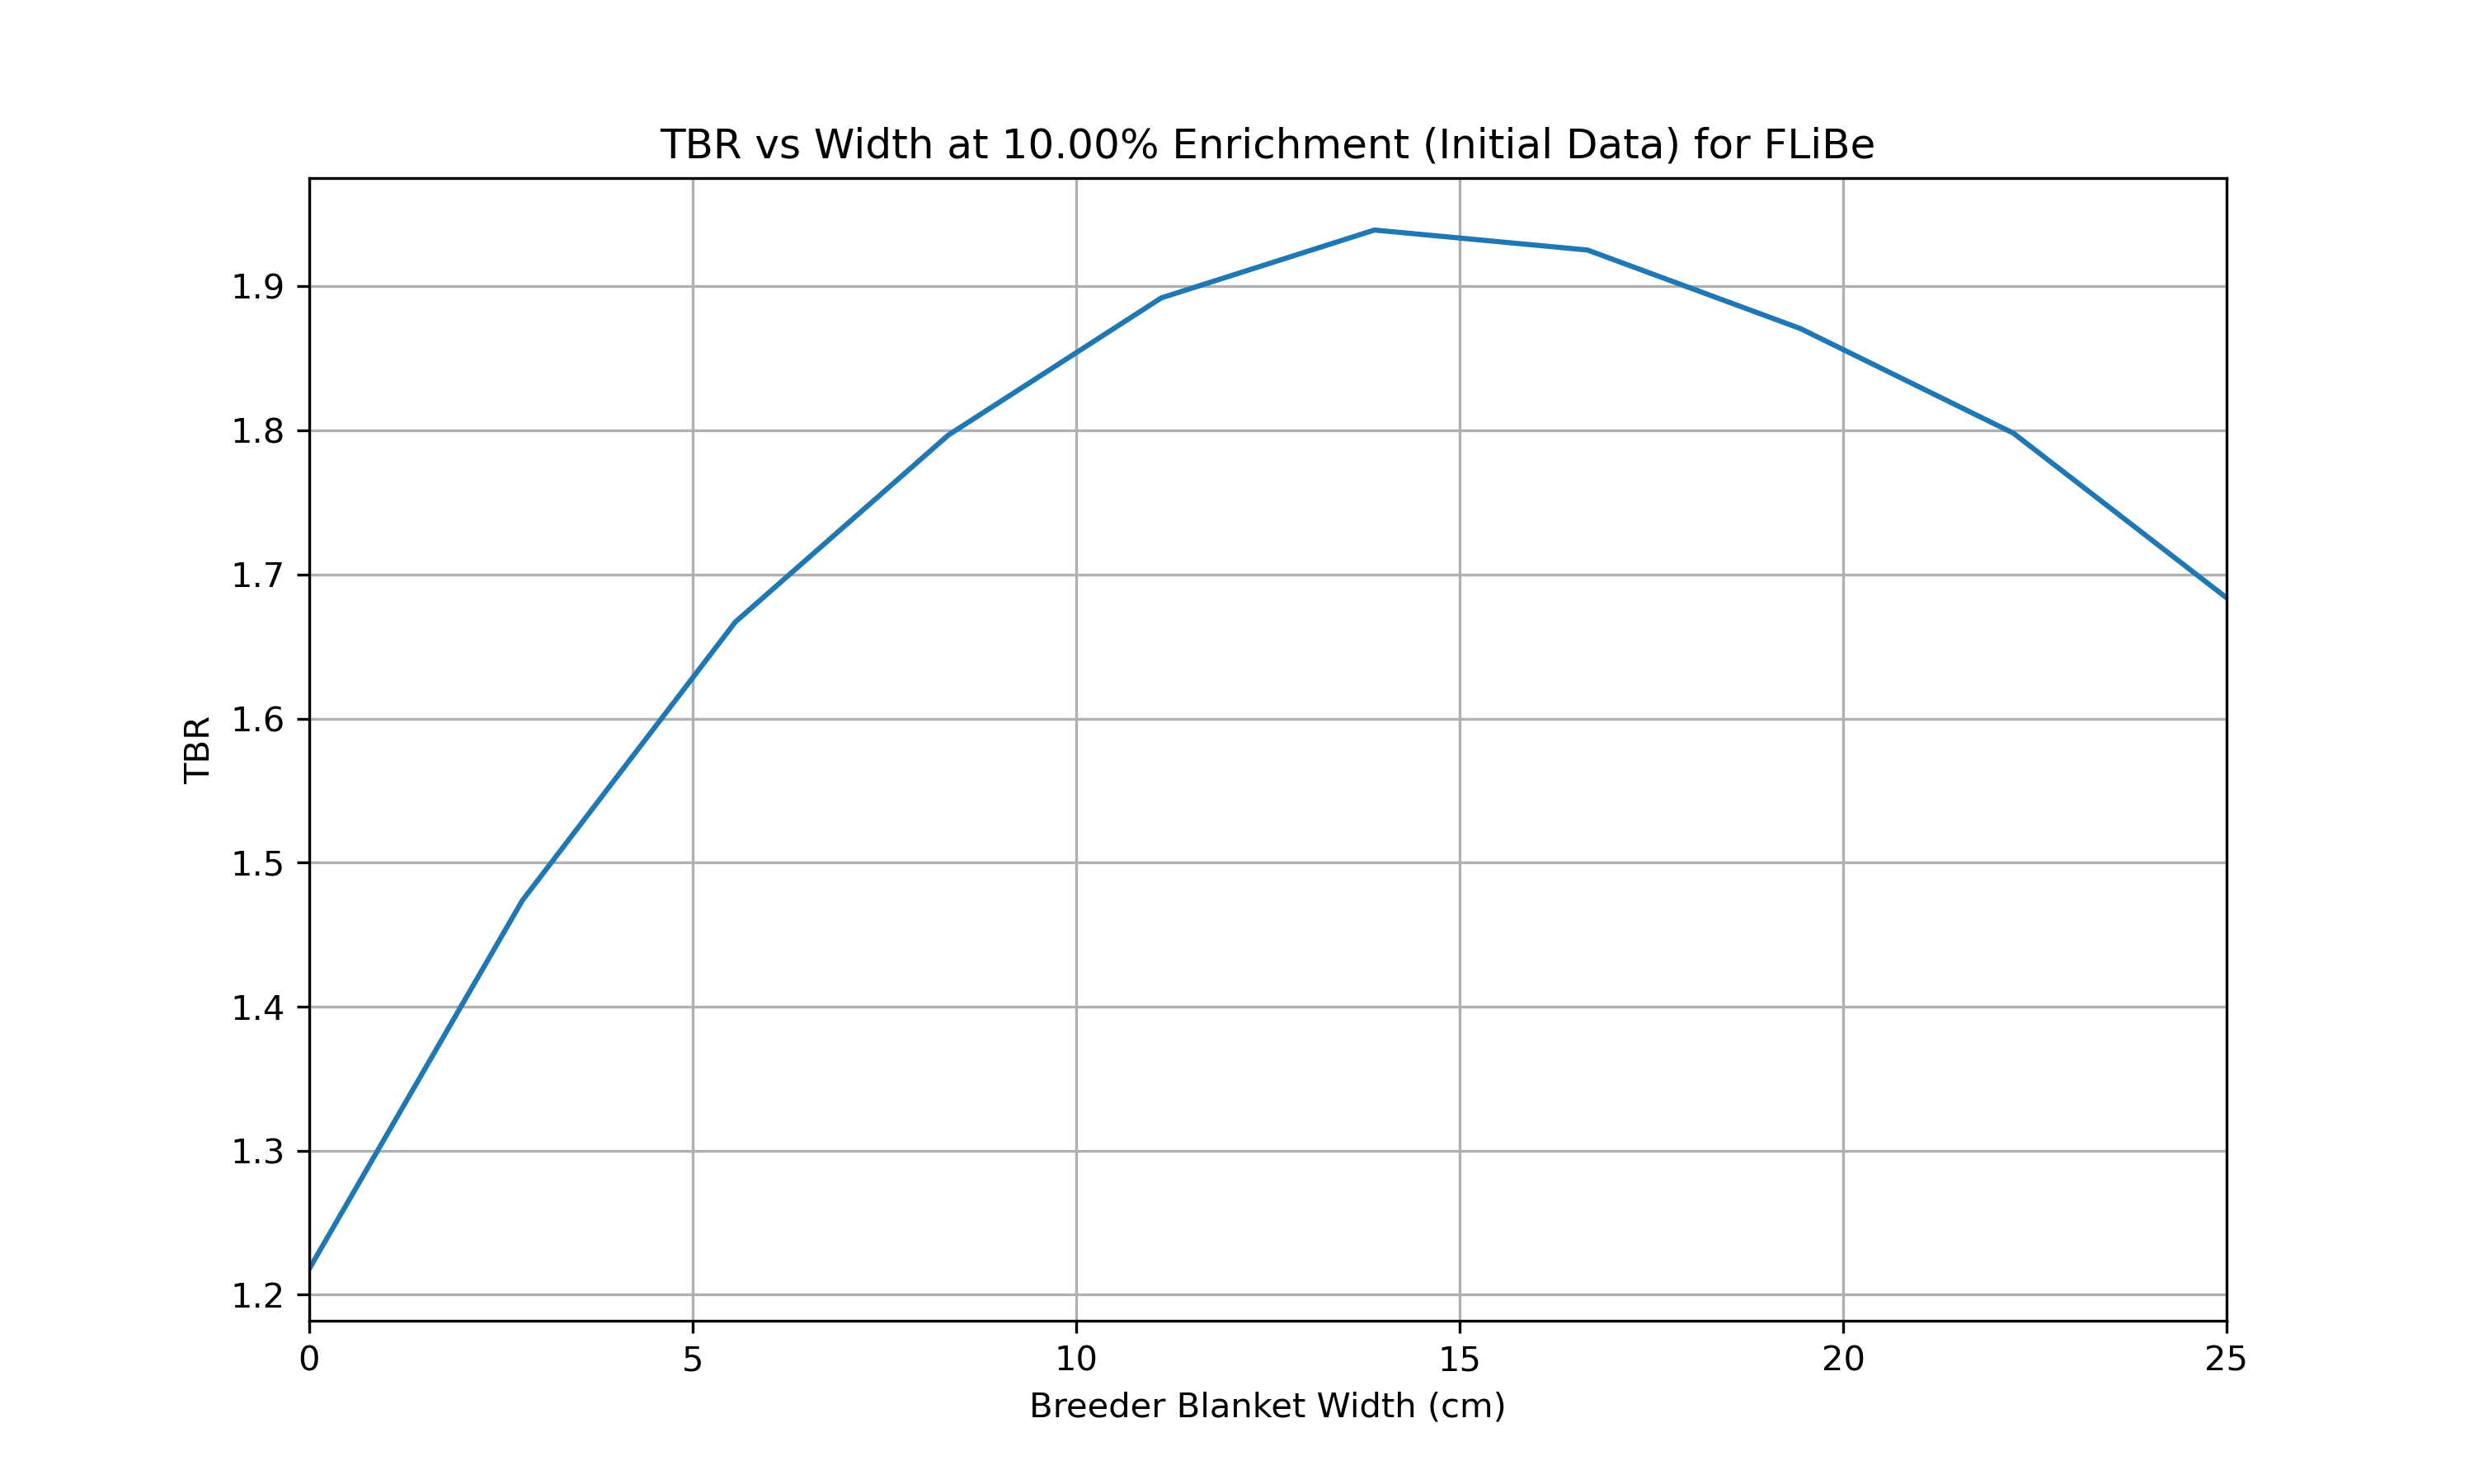 TBR vs Width at 10.00% Enrichment (Initial Data) for FLiBe
1.9
1.8
1.7
1.6
1.5
1.4
1.3
1.2
TBR
0 5 10 15 20 25
Breeder Blanket Width (cm)